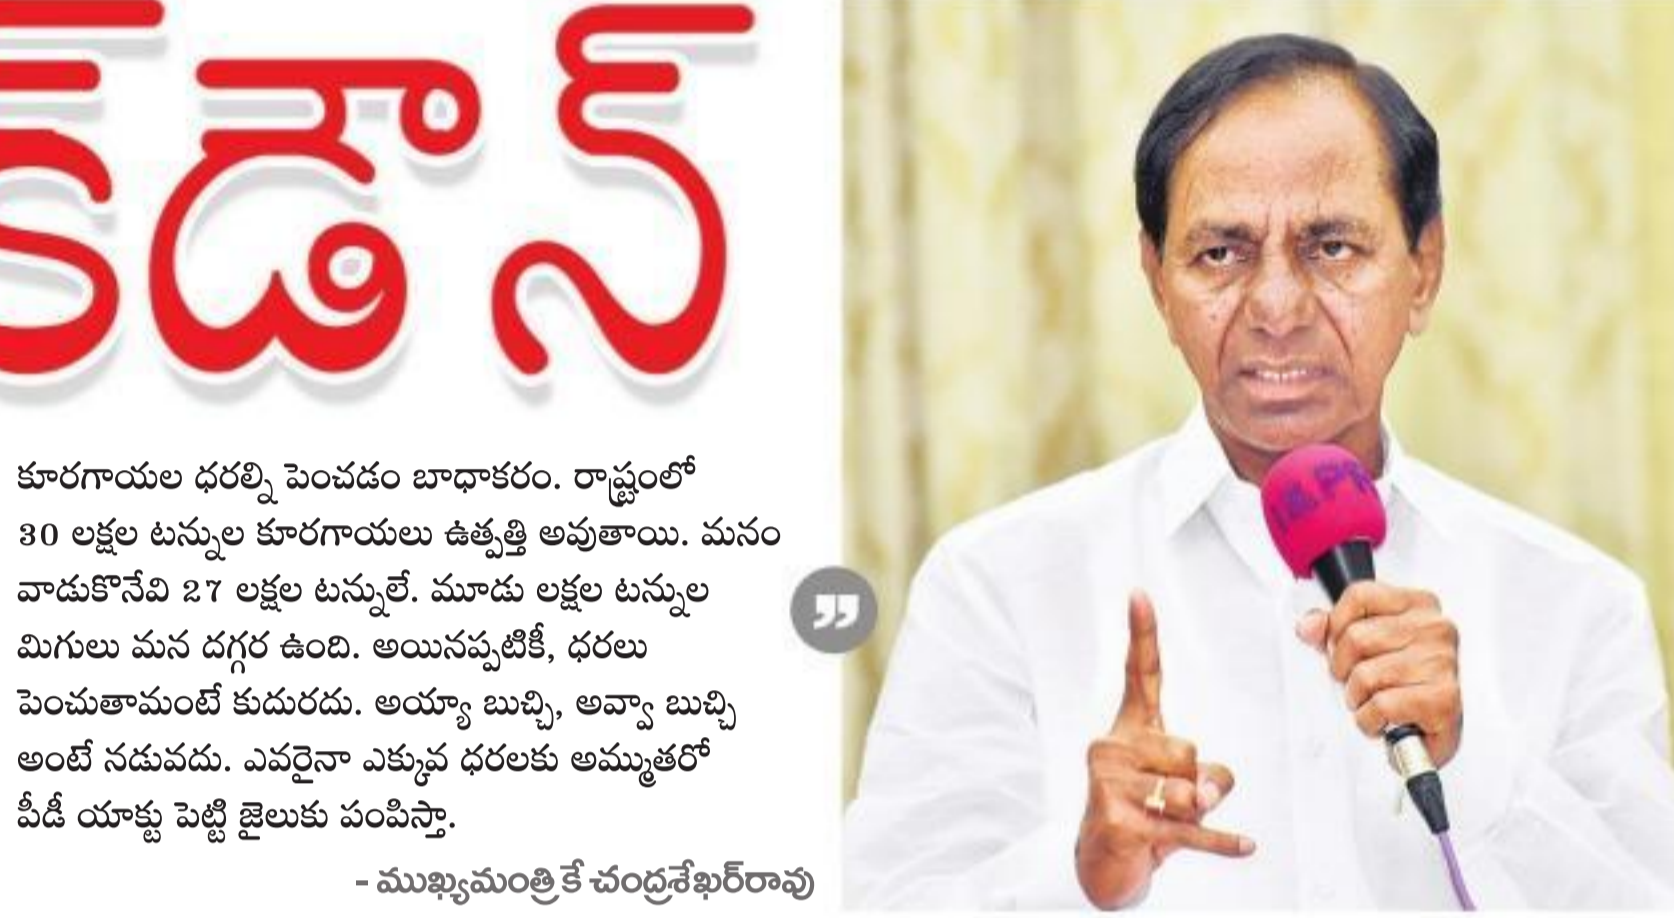 క్‌డౌన్
కూరగాయల ధరల్ని పెంచడం బాధాకరం. రాష్ట్రంలో
30 లక్షల టన్నుల కూరగాయలు ఉత్పత్తి అవుతాయి. మనం
వాడుకొనేవి 27 లక్షల టన్నులే. మూడు లక్షల టన్నుల
మిగులు మన దగ్గర ఉంది. అయినప్పటికీ, ధరలు
పెంచుతామంటే కుదురదు. అయ్యా బుచ్చి, అవ్వా బుచ్చి
అంటే నడువదు. ఎవరైనా ఎక్కువ ధరలకు అమ్ముతరో
పీడీ యాక్టు పెట్టి జైలుకు పంపిస్తా.
- ముఖ్యమంత్రి కే చంద్రశేఖర్‌రావు